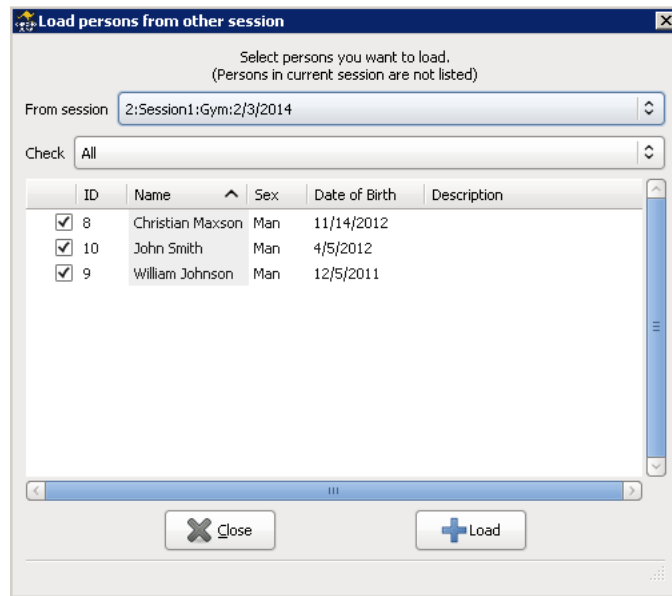 Load persons from other session
Select persons you want to load.
(Persons in current session are not listed)
From session 2:Session1:Gym:2/3/2014
Check All
ID Name Sex Date of Birth Description
8 Christian Maxson Man 11/14/2012
10 John Smith Man 4/5/2012
9 William Johnson Man 12/5/2011
Close Load